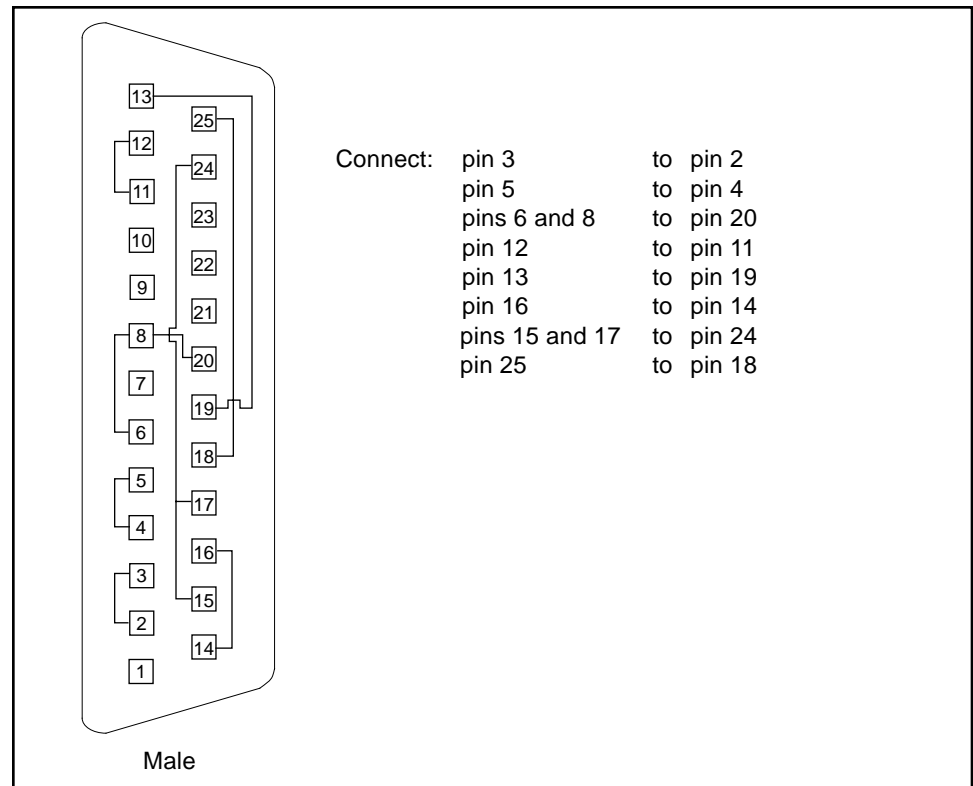 13
25
12
24
11
23
10
22
9
21
8
20
7
19
6
18
5
17
4
16
3
15
2
14
1
Male
Connect: pin 3 to pin 2
pin 5 to pin 4
pins 6 and 8 to pin 20
pin 12 to pin 11
pin 13 to pin 19
pin 16 to pin 14
pins 15 and 17 to pin 24
pin 25 to pin 18